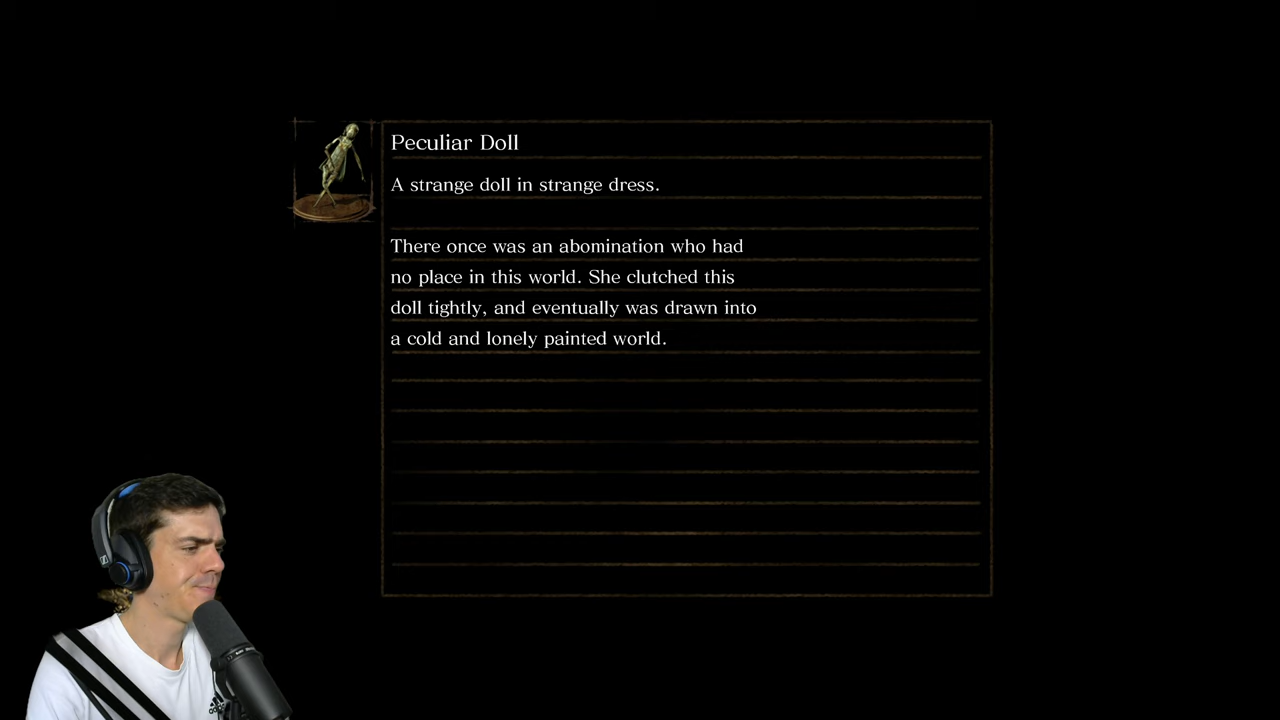 Peculiar Doll
A strange doll in strange dress.
There once was an abomination who had
no place in this world. She clutched this
doll tightly, and eventually was drawn into
a cold and lonely painted world.